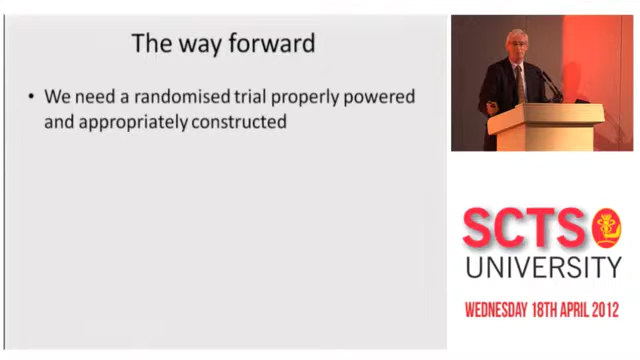 The way forward
• We need a randomised trial properly powered
and appropriately constructed
SCTS
UNIVERSITY
WEDNESDAY 18TH APRIL 2012